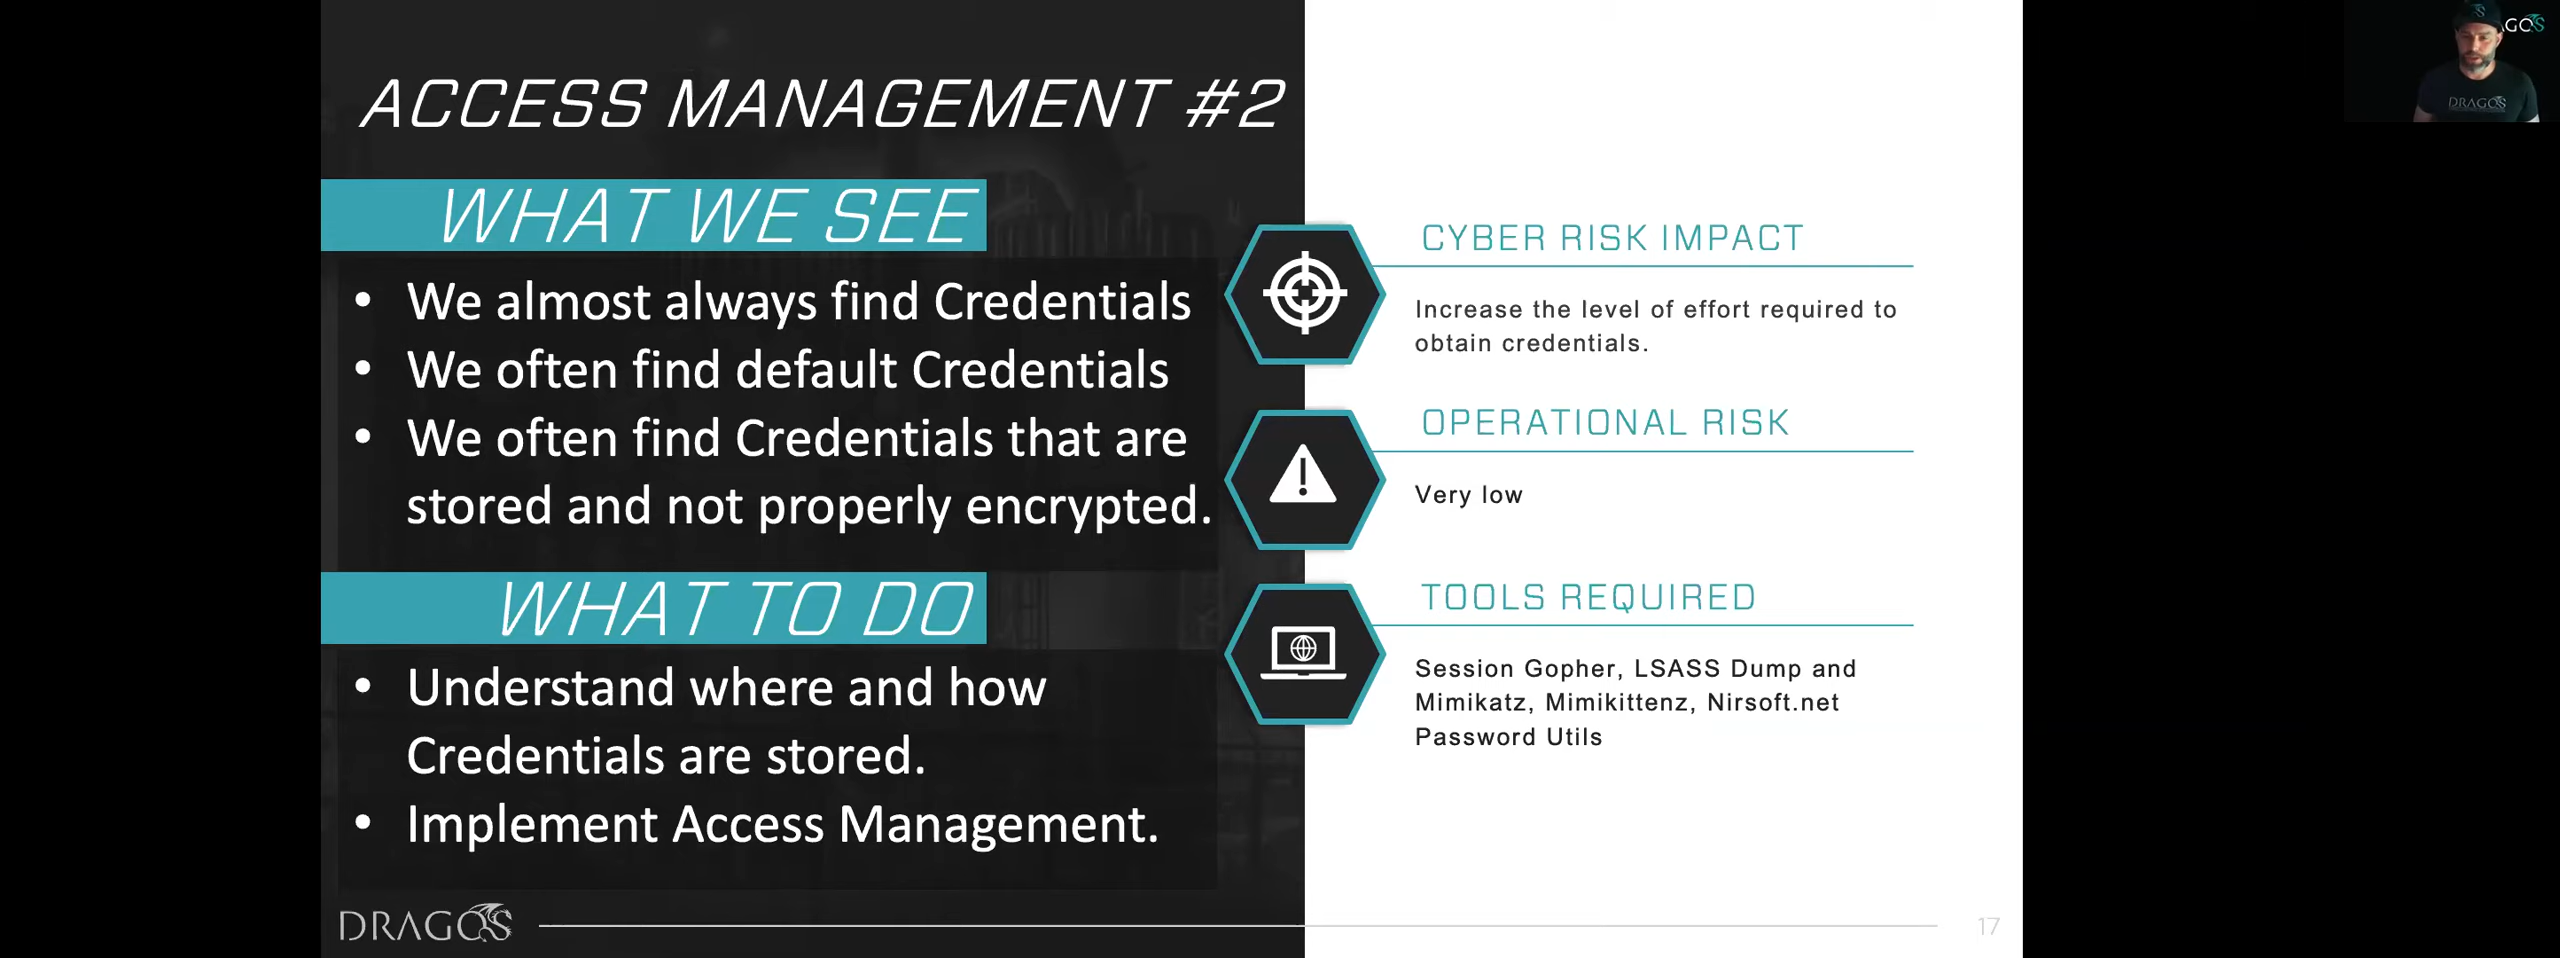 ACCESS MANAGEMENT #2
WHAT WE SEE
• We almost always find Credentials
• We often find default Credentials
• We often find Credentials that are
stored and not properly encrypted.
WHAT TO DO
• Understand where and how
Credentials are stored.
• Implement Access Management.
CYBER RISK IMPACT
Increase the level of effort required to
obtain credentials.
OPERATIONAL RISK
Very low
TOOLS REQUIRED
Session Gopher, LSASS Dump and
Mimikatz, Mimikittenz, Nirsoft.net
Password Utils
DRAGOS
17
AGOS
DRAGOS